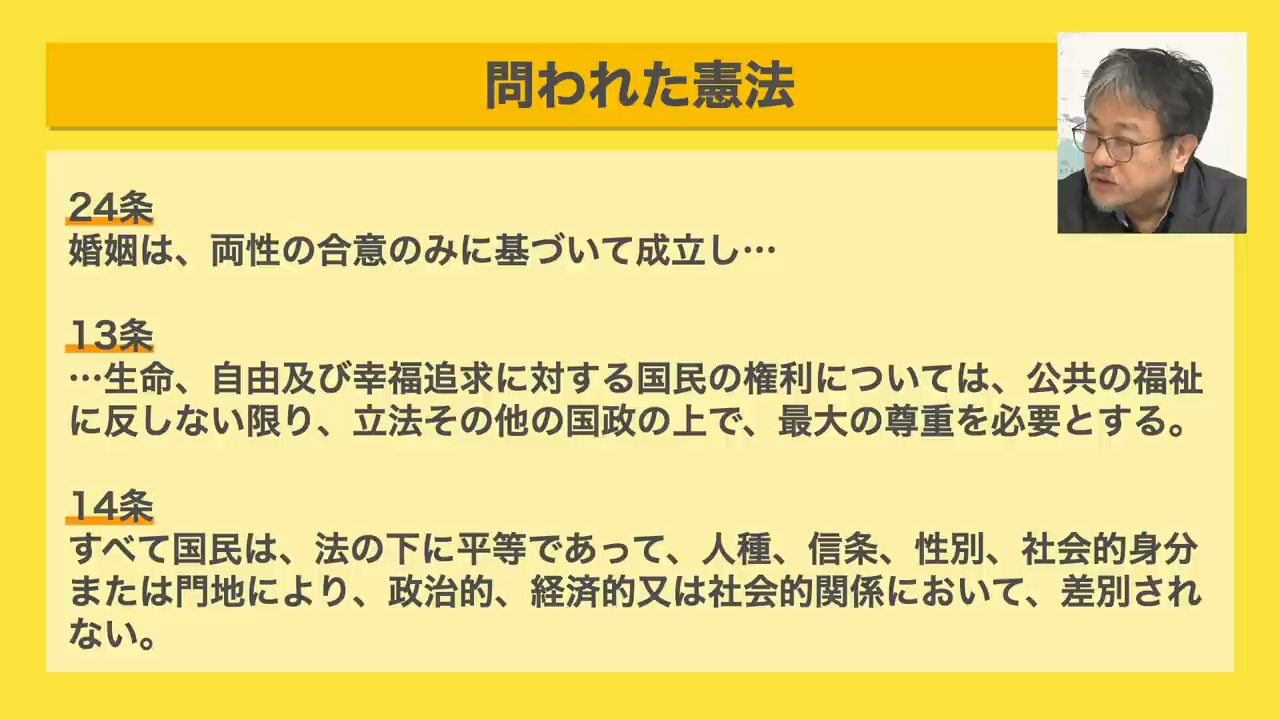 問われた憲法
24条
婚姻は、両性の合意のみに基づいて成立し…
13条
…生命、自由及び幸福追求に対する国民の権利については、公共の福祉
に反しない限り、立法その他の国政の上で、最大の尊重を必要とする。
14条
すべて国民は、法の下に平等であって、人種、信条、性別、社会的身分
または門地により、政治的、経済的又は社会的関係において、差別され
ない。